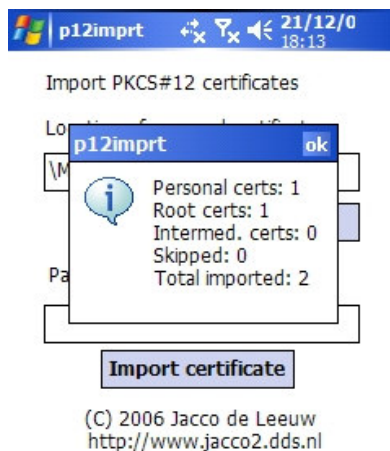 p12imprt 21/12/0
18:13
Import PKCS#12 certificates
p12imprt ok
\M
Personal certs: 1
Root certs: 1
Intermed. certs: 0
Skipped: 0
Total imported: 2
Import certificate
(C) 2006 Jacco de Leeuw
http://www.jacco2.dds.nl